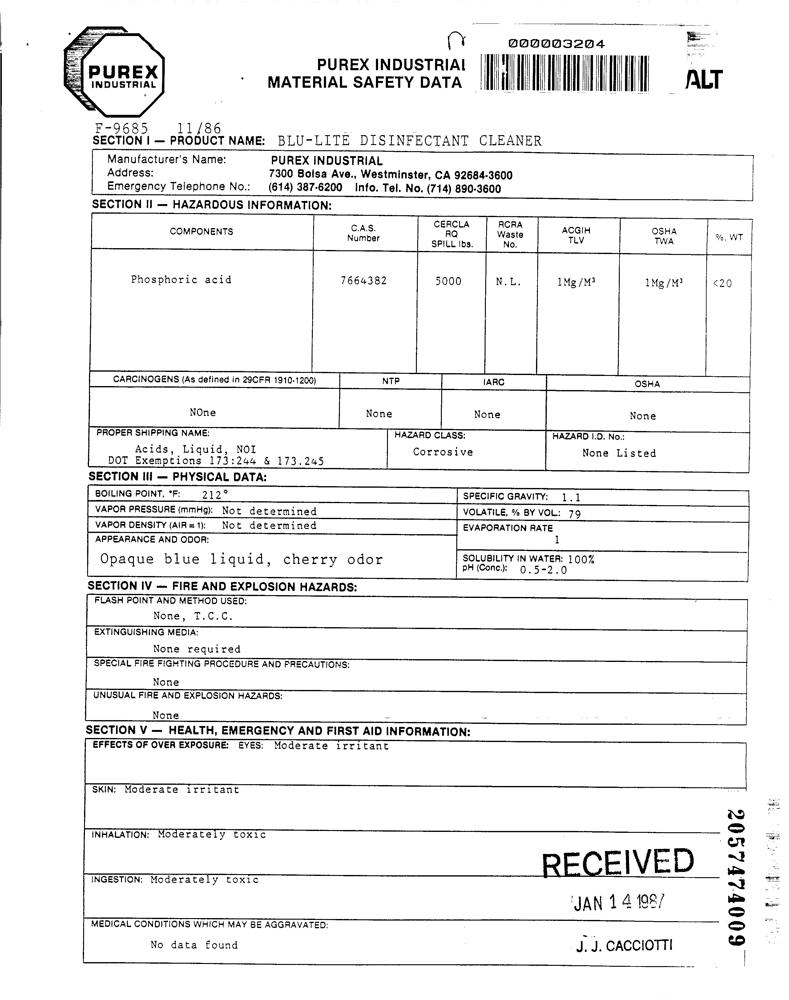 000003204
PUREX
INDUSTRIAL
PUREX INDUSTRIAL
MATERIAL SAFETY DATA
ALT
F-9685 11/86
SECTION I — PRODUCT NAME: BLU-LITE DISINFECTANT CLEANER
Manufacturer's Name: PUREX INDUSTRIAL
Address: 7300 Bolsa Ave., Westminster, CA 92684-3600
Emergency Telephone No.: (614) 387-6200 Info. Tel. No. (714) 890-3600
SECTION II — HAZARDOUS INFORMATION:
COMPONENTS
C.A.S.
Number
CERCLA
RQ
SPILL lbs.
RCRA
Waste
No.
ACGIH
TLV
OSHA
TWA
%, WT.
Phosphoric acid 7664382 5000 N.L. 1Mg/M³ 1Mg/M³ <20
CARCINOGENS (As defined in 29CFR 1910-1200) NTP IARC OSHA
NOne None None None
PROPER SHIPPING NAME: HAZARD CLASS: HAZARD I.D. No.:
Acids, Liquid, NOI Corrosive None Listed
DOT Exemptions 173:244 & 173.245
SECTION III — PHYSICAL DATA:
BOILING POINT, °F: 212° SPECIFIC GRAVITY: 1.1
VAPOR PRESSURE (mmHg): Not determined VOLATILE, % BY VOL: 79
VAPOR DENSITY (AIR = 1): Not determined EVAPORATION RATE
1
APPEARANCE AND ODOR:
Opaque blue liquid, cherry odor SOLUBILITY IN WATER: 100%
pH (Conc.): 0.5-2.0
SECTION IV — FIRE AND EXPLOSION HAZARDS:
FLASH POINT AND METHOD USED:
None, T.C.C.
EXTINGUISHING MEDIA:
None required
SPECIAL FIRE FIGHTING PROCEDURE AND PRECAUTIONS:
None
UNUSUAL FIRE AND EXPLOSION HAZARDS:
None
SECTION V — HEALTH, EMERGENCY AND FIRST AID INFORMATION:
EFFECTS OF OVER EXPOSURE: EYES: Moderate irritant
SKIN: Moderate irritant
INHALATION: Moderately toxic
INGESTION: Moderately toxic
MEDICAL CONDITIONS WHICH MAY BE AGGRAVATED:
No data found
RECEIVED
JAN 14 1987
J. J. CACCIOTTI
2057474009